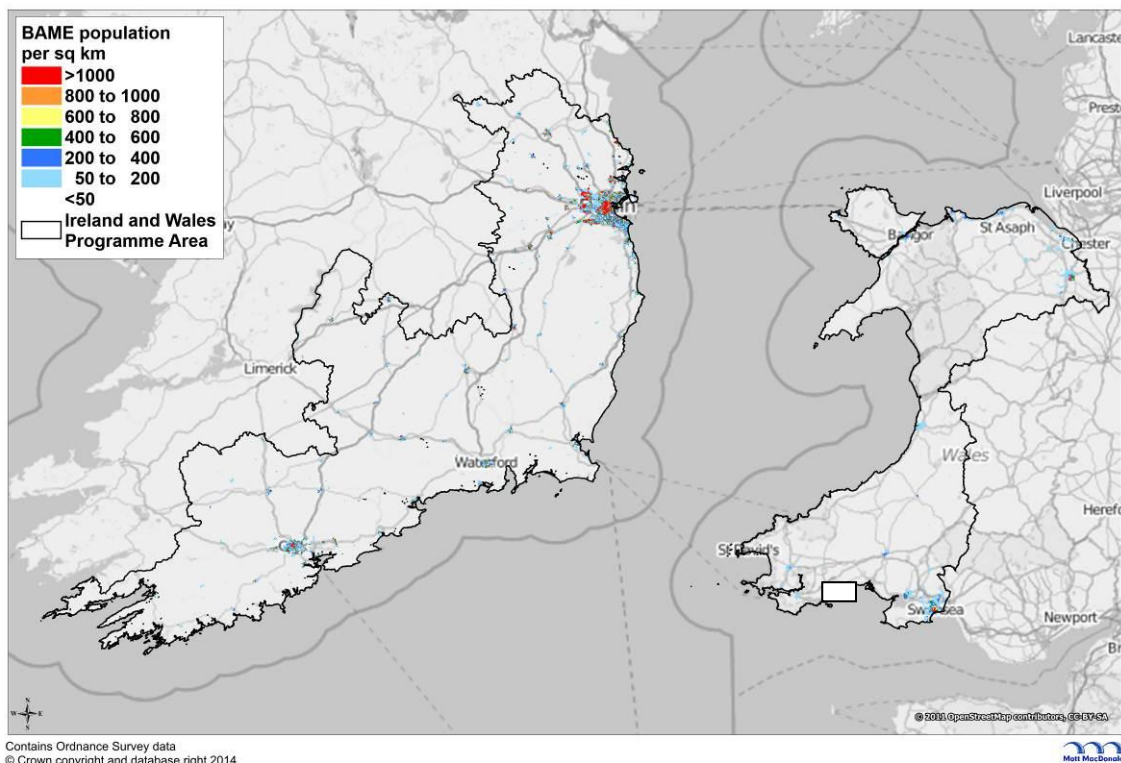 BAME population
per sq km
>1000
800 to 1000
600 to 800
400 to 600
200 to 400
50 to 200
<50
Ireland and Wales
Programme Area
Lancaster
Liverpool
Bangor
St Asaph
Chester
Limerick
Wales
Waterford
St David's
Swansea
Newport
© 2011 OpenStreetMap contributors, CC-BY-SA
W
E
Contains Ordnance Survey data
© Crown copyright and database right 2014
Mott MacDonald